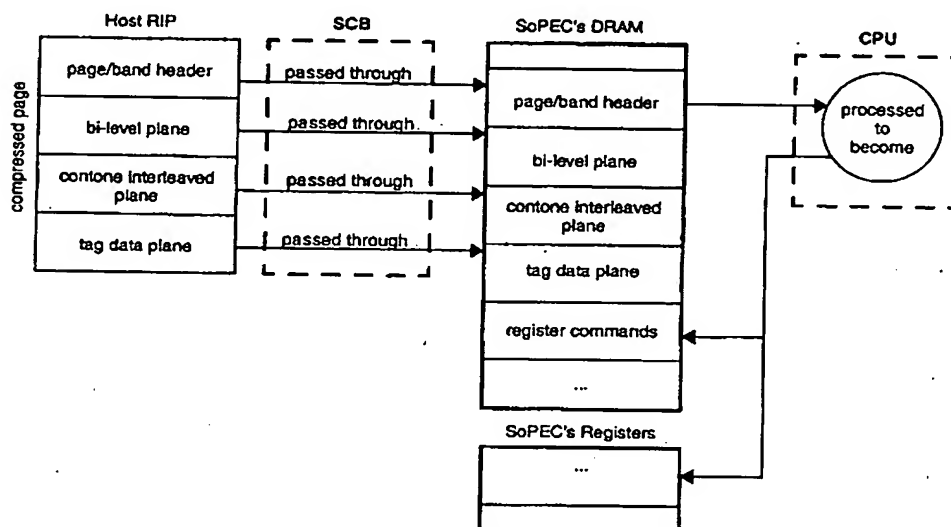 Host RIP
SCB
SoPEC's DRAM
CPU
compressed page
page/band header
bi-level plane
contone interleaved
plane
tag data plane
passed through
passed through
passed through
passed through
page/band header
bi-level plane
contone interleaved
plane
tag data plane
register commands
...
processed
to
become
SoPEC's Registers
...